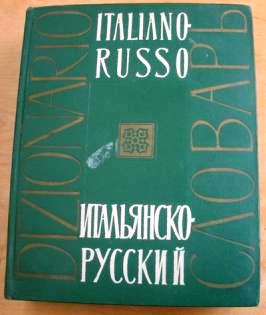 DIZIONARIO
ITALIANO-
RUSSO
ИТАЛЬЯНСКО-
РУССКИЙ
СЛОВАРЬ